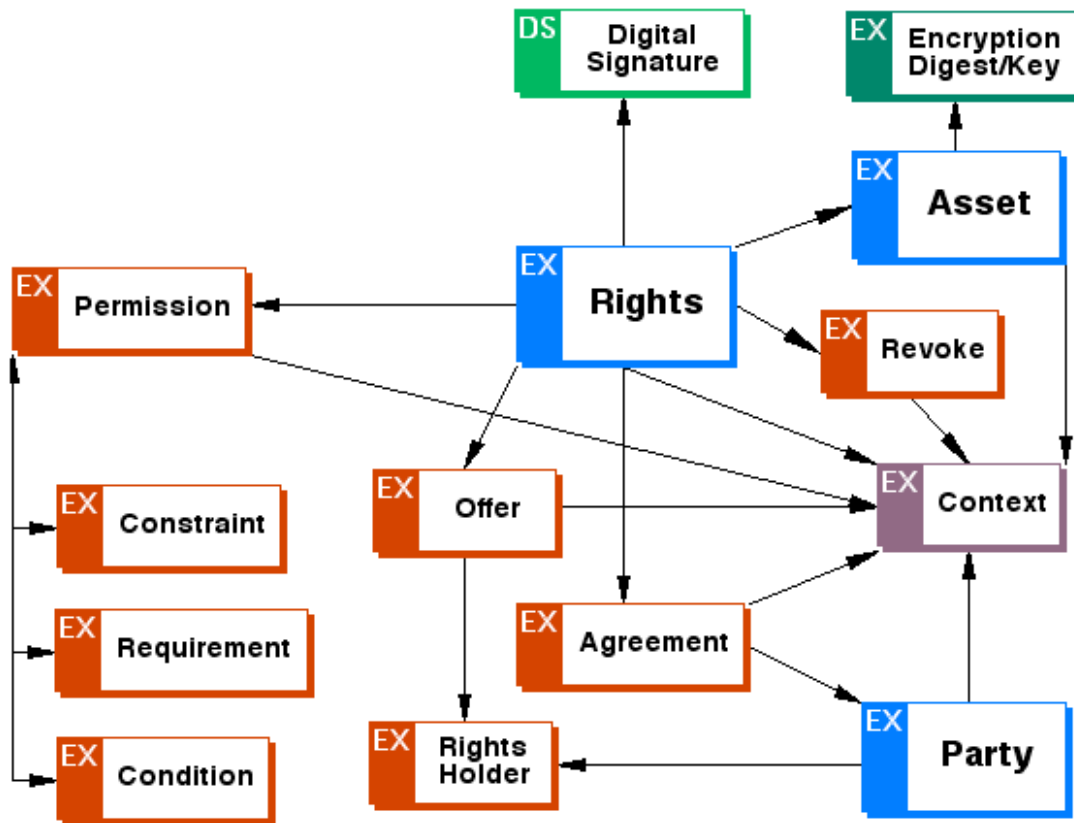 DS
Digital
Signature
EX
Encryption
Digest/Key
EX
Asset
EX
Rights
EX
Permission
EX
Revoke
EX
Constraint
EX
Offer
EX
Context
EX
Requirement
EX
Agreement
EX
Condition
EX
Rights
Holder
EX
Party